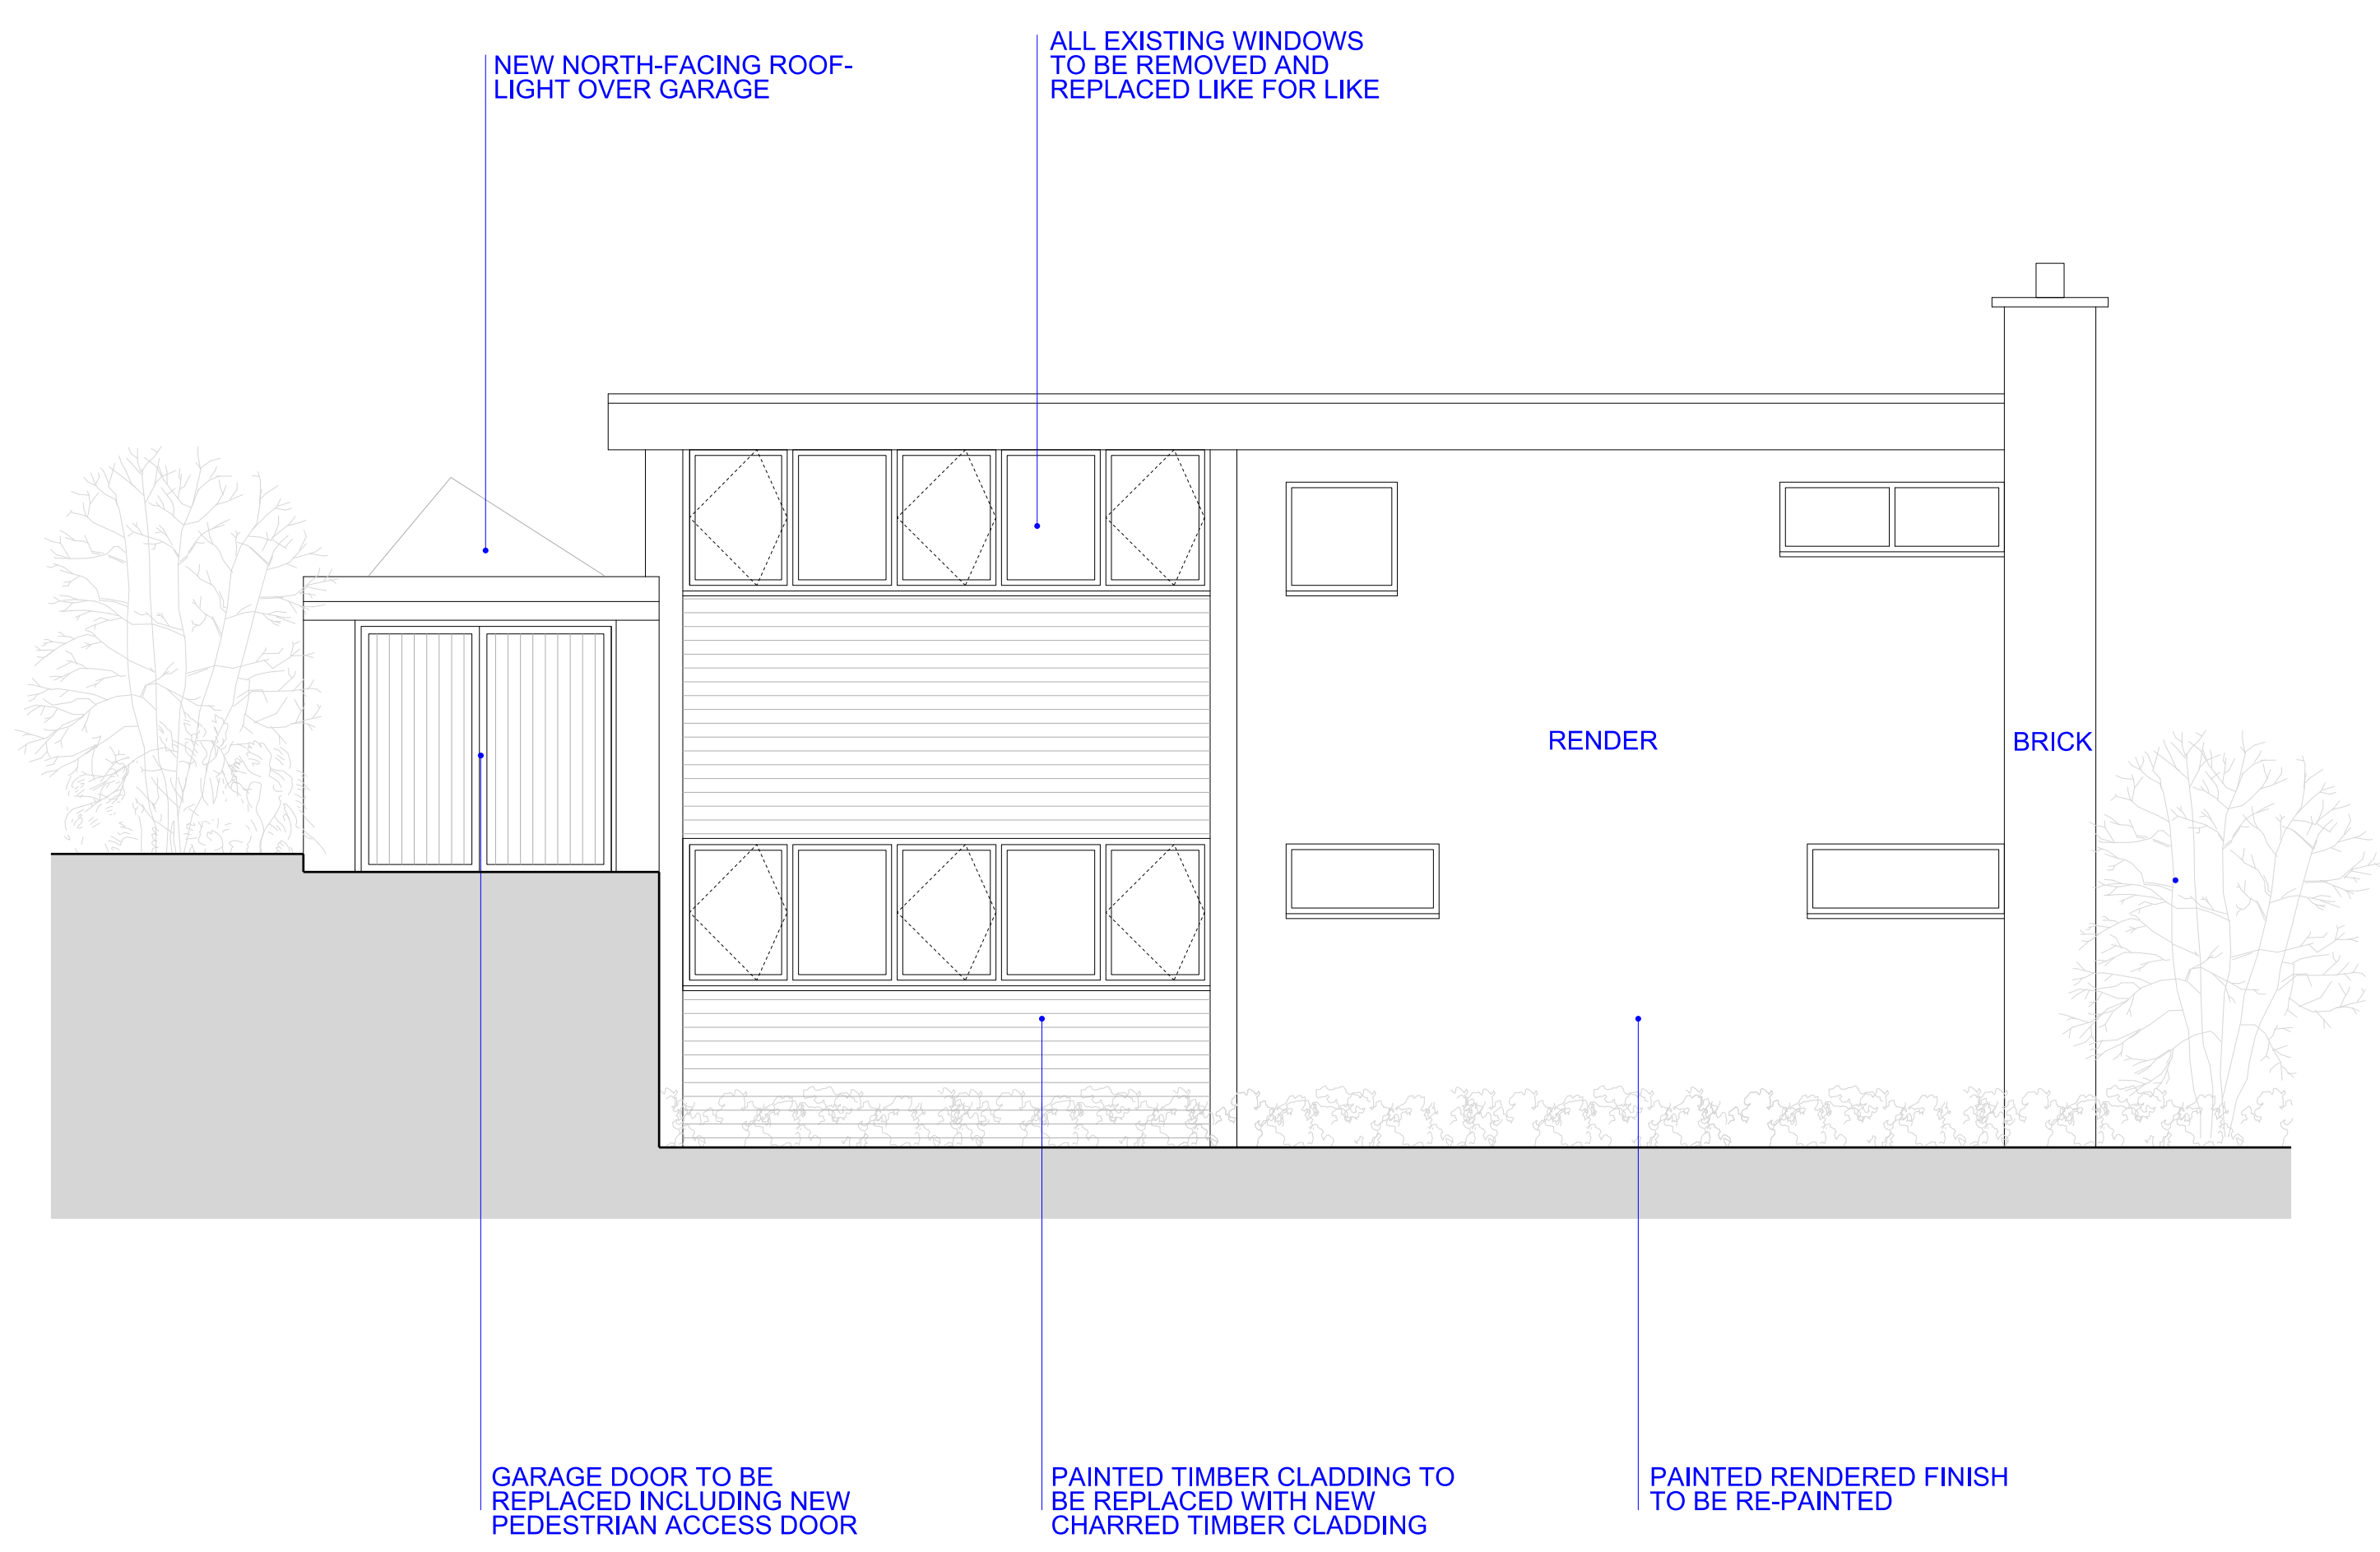 NEW NORTH-FACING ROOF-
LIGHT OVER GARAGE
ALL EXISTING WINDOWS
TO BE REMOVED AND
REPLACED LIKE FOR LIKE
RENDER
BRICK
GARAGE DOOR TO BE
REPLACED INCLUDING NEW
PEDESTRIAN ACCESS DOOR
PAINTED TIMBER CLADDING TO
BE REPLACED WITH NEW
CHARRED TIMBER CLADDING
PAINTED RENDERED FINISH
TO BE RE-PAINTED